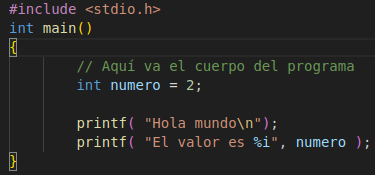 #include <stdio.h>
int main()
{
// Aquí va el cuerpo del programa
int numero = 2;
printf( "Hola mundo\n");
printf( "El valor es %i", numero );
}